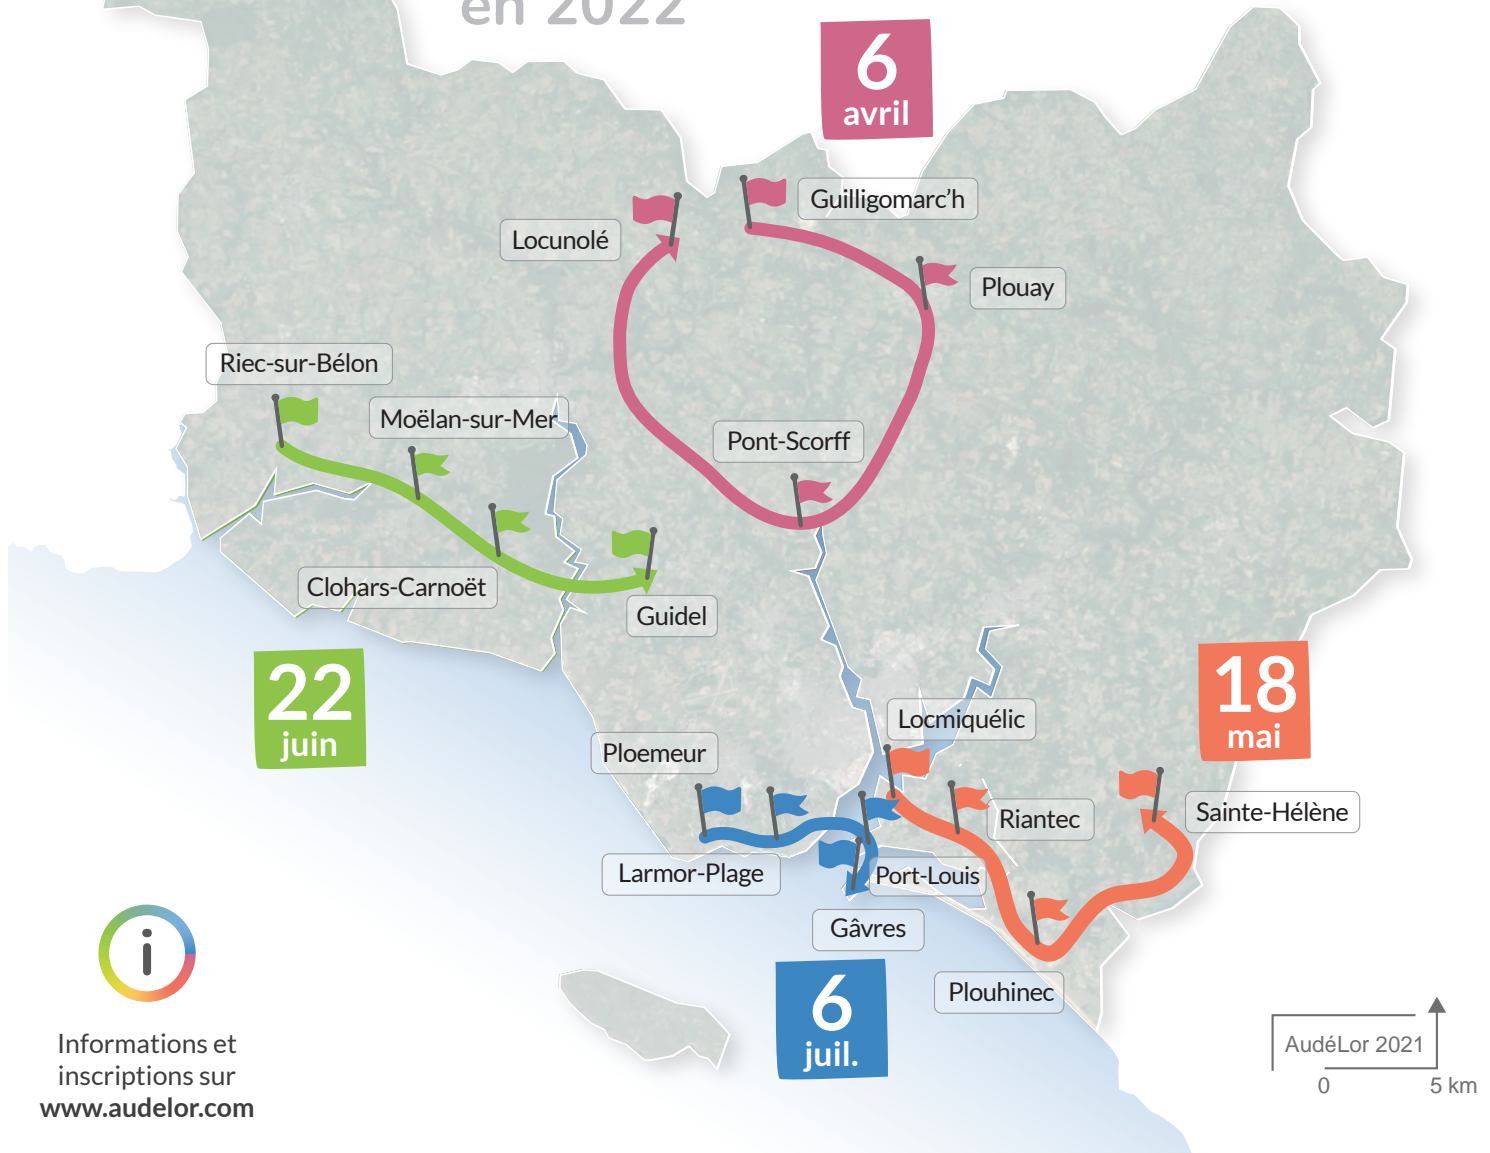 en 2022
6
avril
Guilligomarc’h
Locunolé
Plouay
Riec-sur-Bélon
Moëlan-sur-Mer
Pont-Scorff
Clohars-Carnoët
Guidel
22
juin
18
mai
Locmiquélic
Ploemeur
Riantec
Sainte-Hélène
Larmor-Plage
Port-Louis
Gâvres
Plouhinec
6
juil.
i
Informations et
inscriptions sur
www.audelor.com
AudéLor 2021
0 5 km